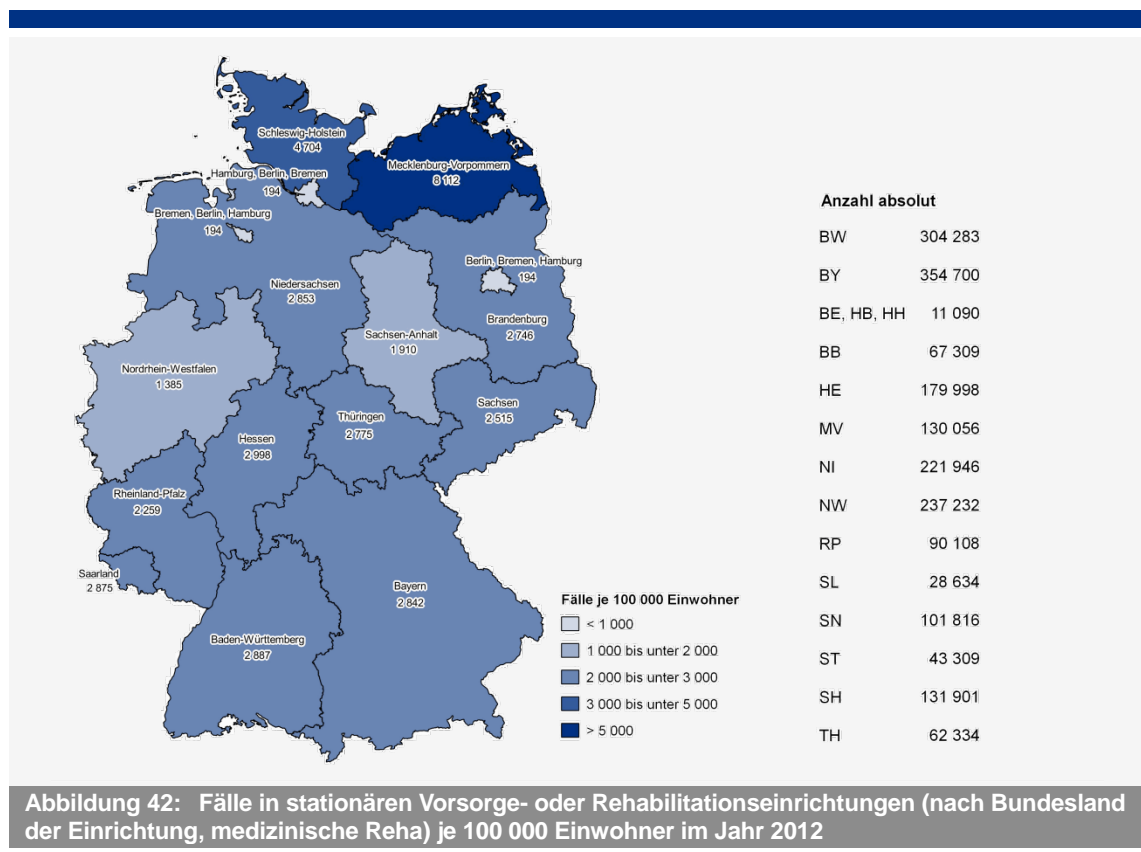 Schleswig-Holstein
4 704
Mecklenburg-Vorpommern
8 112
Hamburg, Berlin, Bremen
194
Bremen, Berlin, Hamburg
194
Berlin, Bremen, Hamburg
194
Niedersachsen
2 853
Brandenburg
2 746
Sachsen-Anhalt
1 910
Nordrhein-Westfalen
1 385
Sachsen
2 515
Thüringen
2 775
Hessen
2 998
Rheinland-Pfalz
2 259
Saarland
2 875
Bayern
2 842
Baden-Württemberg
2 887
Fälle je 100 000 Einwohner
< 1 000
1 000 bis unter 2 000
2 000 bis unter 3 000
3 000 bis unter 5 000
> 5 000
Anzahl absolut
BW 304 283
BY 354 700
BE, HB, HH 11 090
BB 67 309
HE 179 998
MV 130 056
NI 221 946
NW 237 232
RP 90 108
SL 28 634
SN 101 816
ST 43 309
SH 131 901
TH 62 334
Abbildung 42: Fälle in stationären Vorsorge- oder Rehabilitationseinrichtungen (nach Bundesland
der Einrichtung, medizinische Reha) je 100 000 Einwohner im Jahr 2012